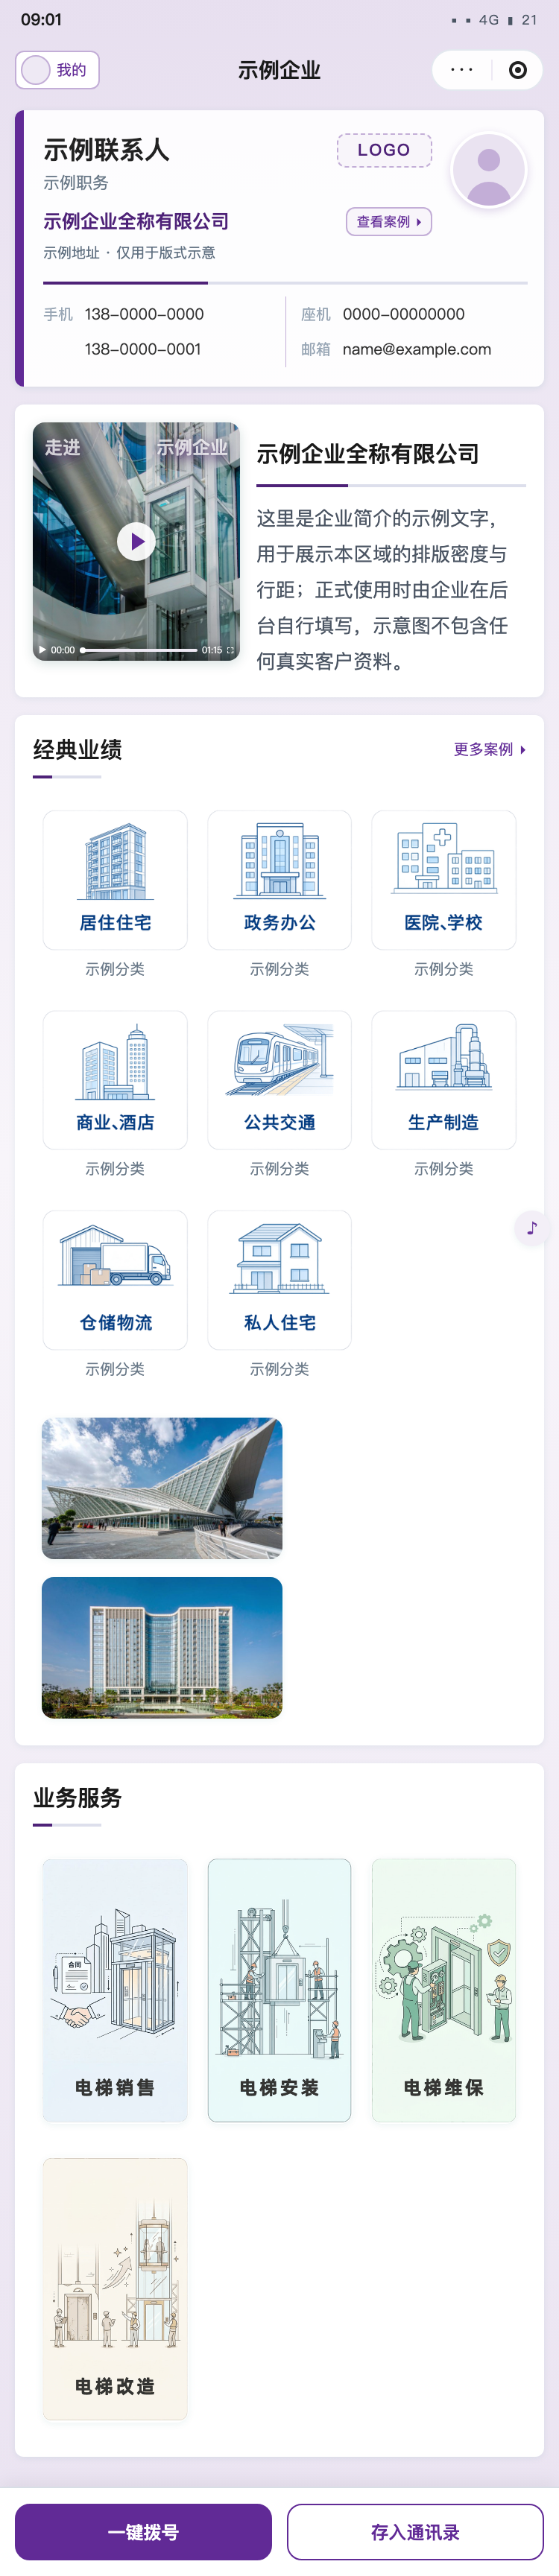 09:01
4G 21
我的
示例企业
示例联系人
LOGO
示例职务
示例企业全称有限公司
查看案例
示例地址 · 仅用于版式示意
手机 138-0000-0000
座机 0000-00000000
138-0000-0001
邮箱 name@example.com
走进 示例企业
00:00 01:15
示例企业全称有限公司
这里是企业简介的示例文字，
用于展示本区域的排版密度与
行距；正式使用时由企业在后
台自行填写，示意图不包含任
何真实客户资料。
经典业绩
更多案例
居住住宅
政务办公
医院、学校
示例分类
示例分类
示例分类
商业、酒店
公共交通
生产制造
示例分类
示例分类
示例分类
仓储物流
私人住宅
示例分类
示例分类
业务服务
合同
电梯销售
电梯安装
电梯维保
电梯改造
一键拨号
存入通讯录